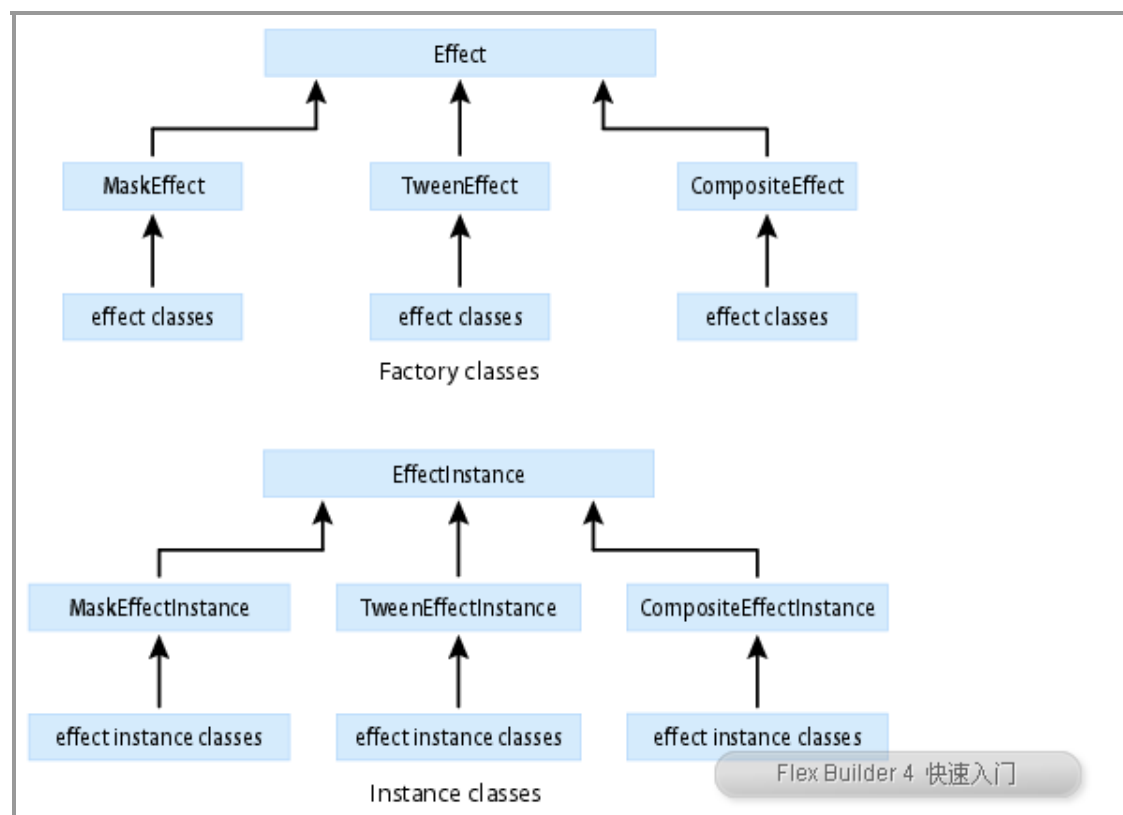 Effect
MaskEffect
TweenEffect
CompositeEffect
effect classes
effect classes
effect classes
Factory classes
EffectInstance
MaskEffectInstance
TweenEffectInstance
CompositeEffectInstance
effect instance classes
effect instance classes
effect instance classes
Flex Builder 4 快速入门
Instance classes